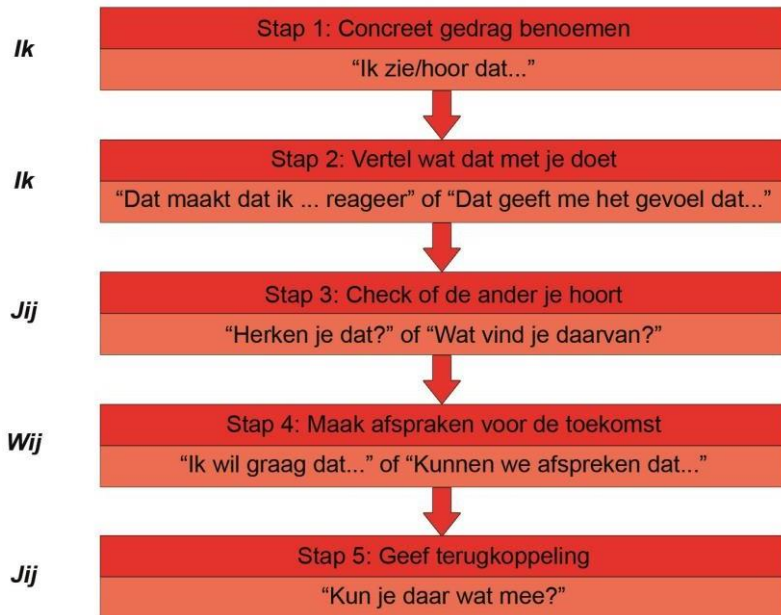 Ik
Stap 1: Concreet gedrag benoemen
“Ik zie/hoor dat...”
Ik
Stap 2: Vertel wat dat met je doet
“Dat maakt dat ik ... reageer” of “Dat geeft me het gevoel dat...”
Jij
Stap 3: Check of de ander je hoort
“Herken je dat?” of “Wat vind je daarvan?”
Wij
Stap 4: Maak afspraken voor de toekomst
“Ik wil graag dat...” of “Kunnen we afspreken dat...”
Jij
Stap 5: Geef terugkoppeling
“Kun je daar wat mee?”